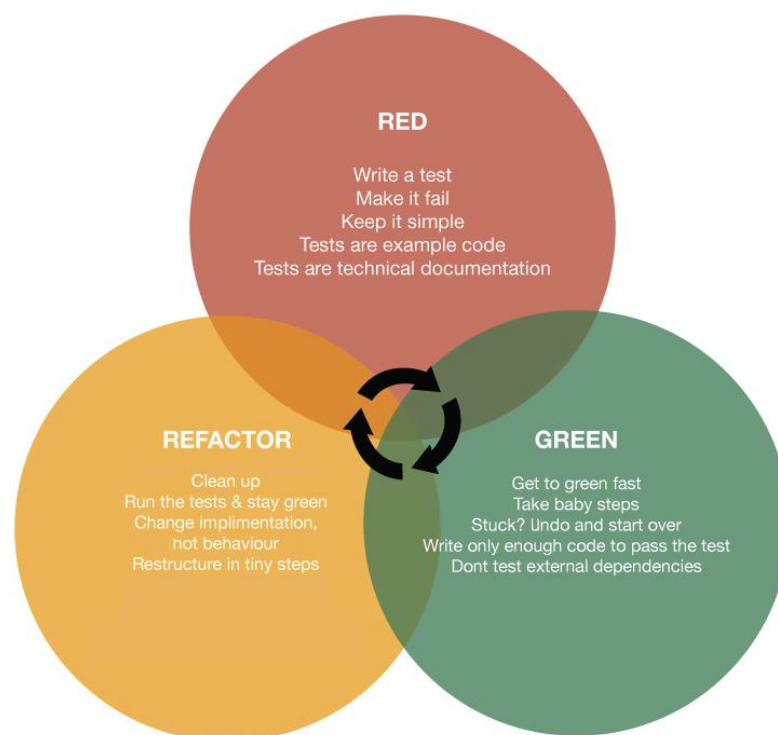 RED
Write a test
Make it fail
Keep it simple
Tests are example code
Tests are technical documentation
REFACTOR
Clean up
Run the tests & stay green
Change implimentation,
not behaviour
Restructure in tiny steps
GREEN
Get to green fast
Take baby steps
Stuck? Undo and start over
Write only enough code to pass the test
Dont test external dependencies